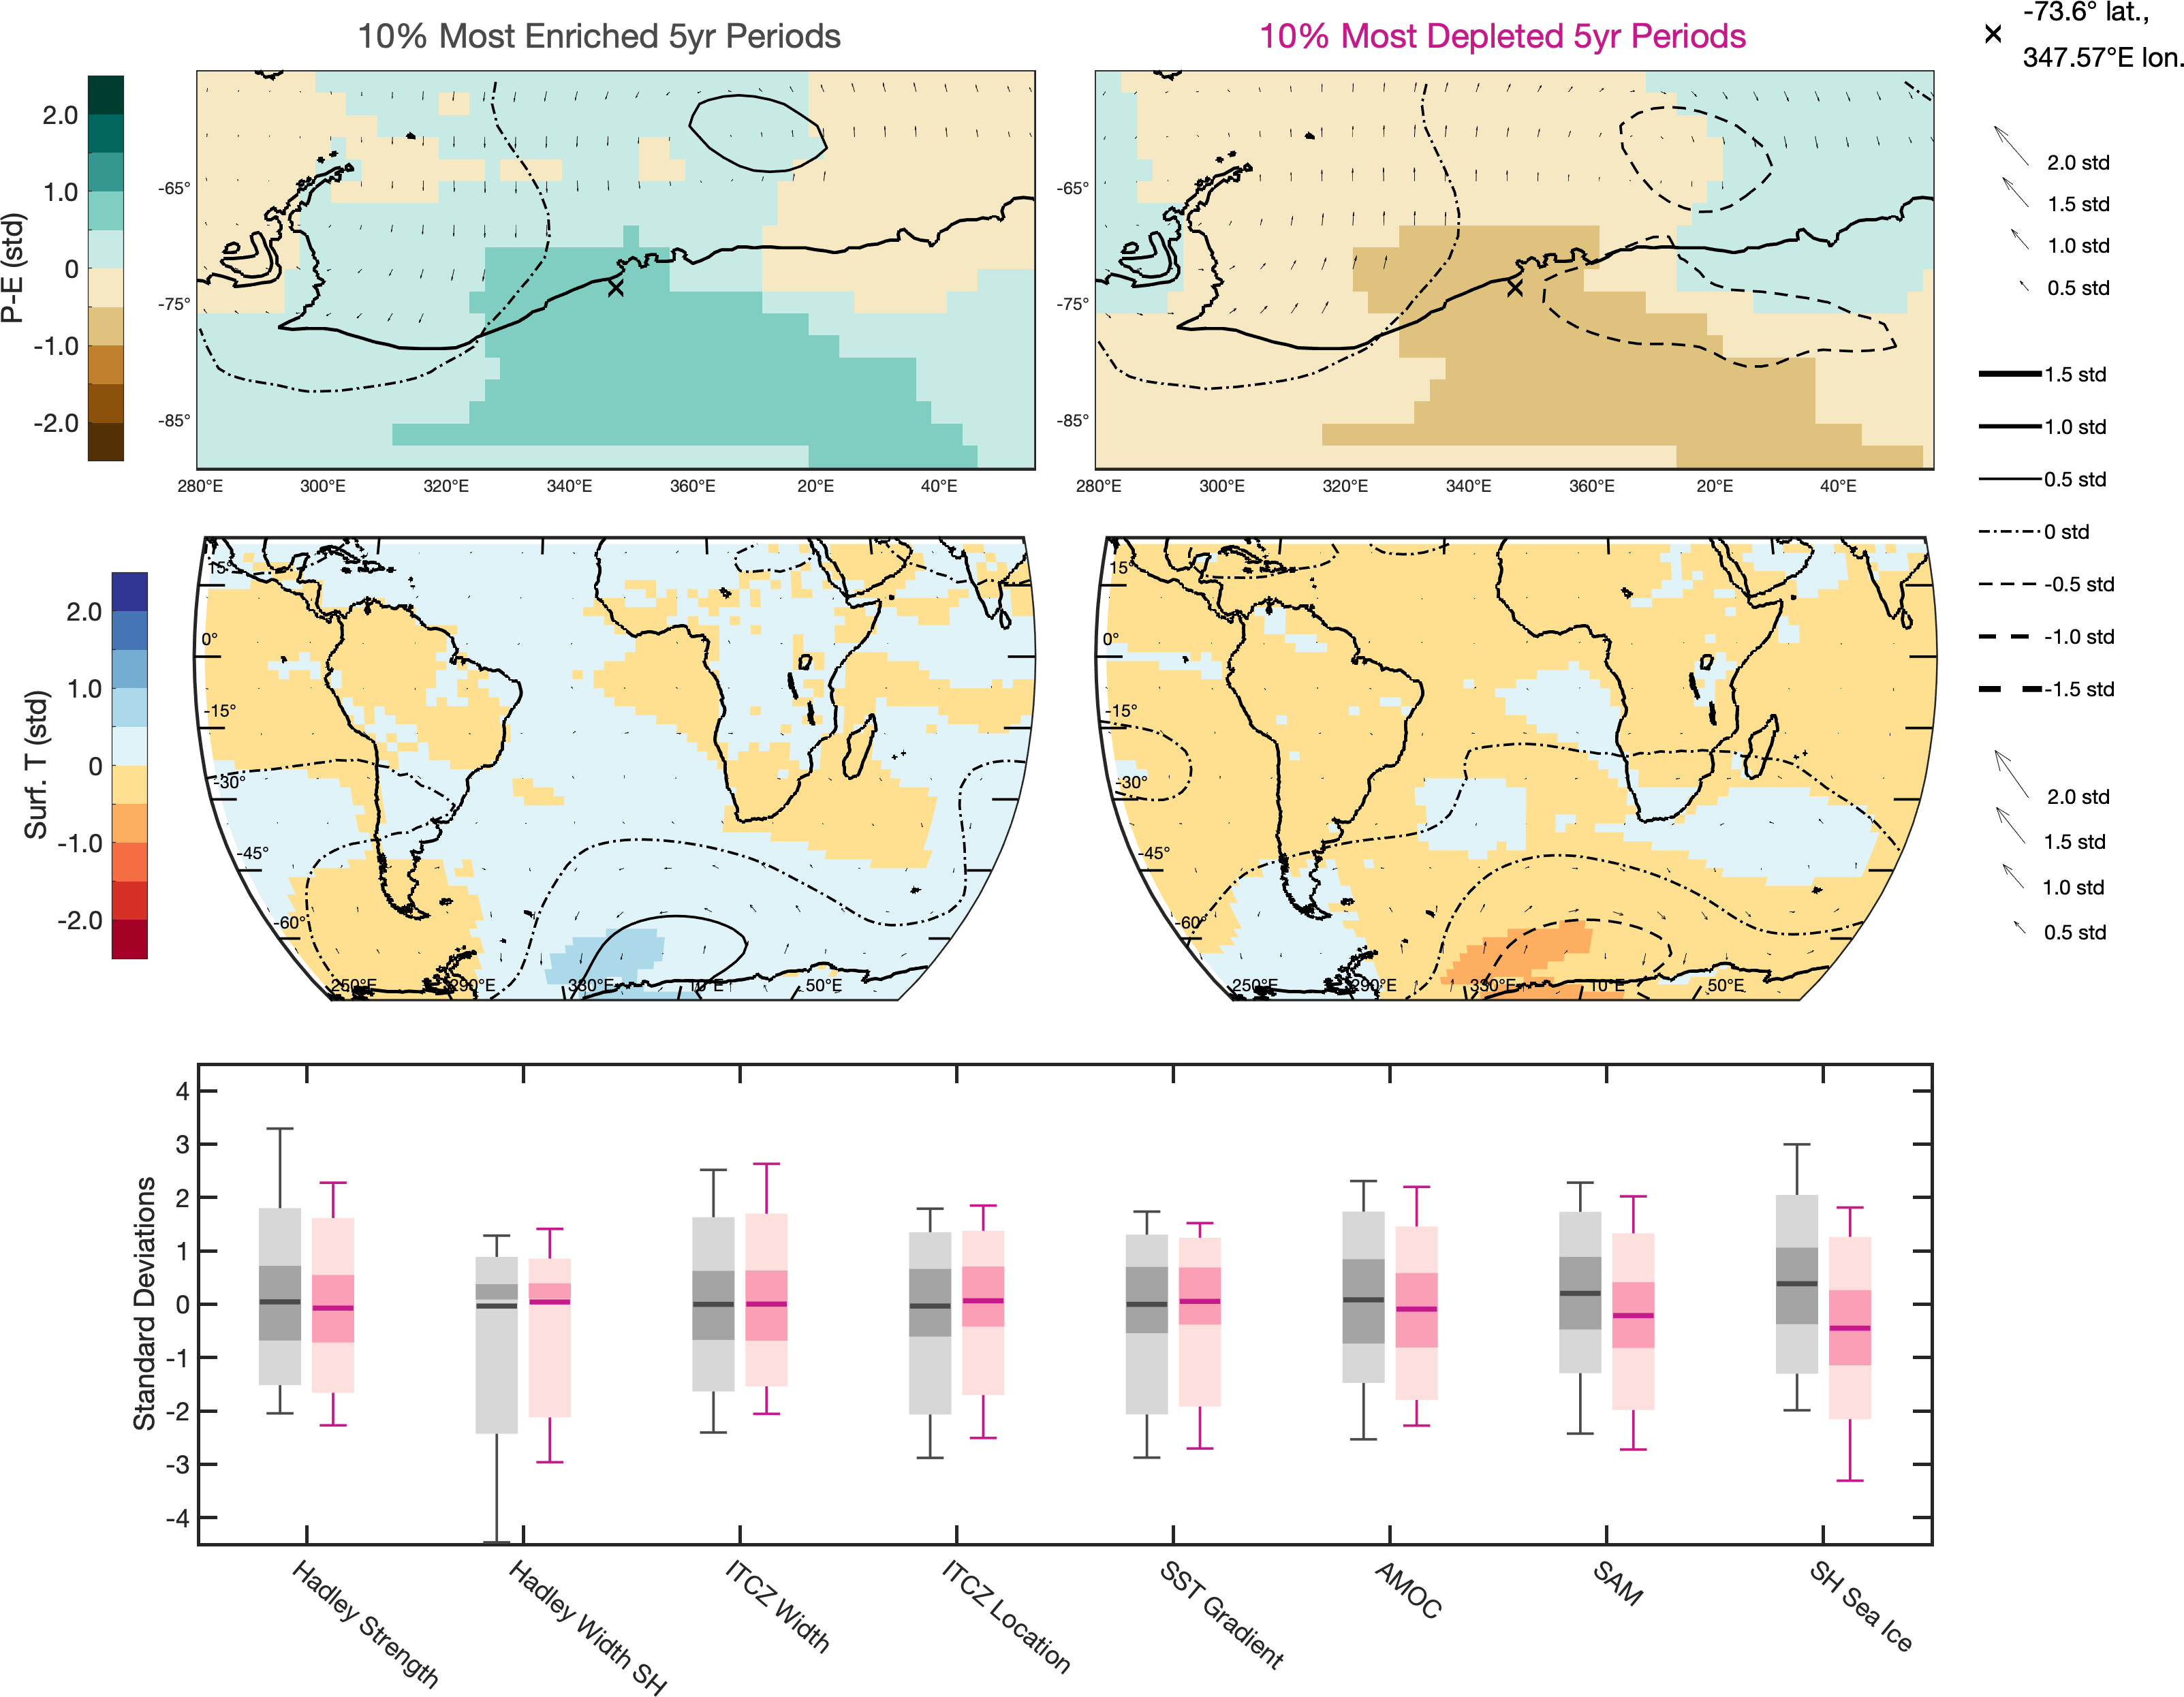 10% Most Enriched 5yr Periods
10% Most Depleted 5yr Periods
-73.6° lat.,
347.57°E lon.
P-E (std)
2.0
1.0
0
-1.0
-2.0
-65°
-75°
-85°
280°E 300°E 320°E 340°E 360°E 20°E 40°E
-65°
-75°
-85°
280°E 300°E 320°E 340°E 360°E 20°E 40°E
2.0 std
1.5 std
1.0 std
0.5 std
1.5 std
1.0 std
0.5 std
0 std
-0.5 std
-1.0 std
-1.5 std
2.0 std
1.5 std
1.0 std
0.5 std
Surf. T (std)
2.0
1.0
0
-1.0
-2.0
15°
0°
-15°
-30°
-45°
-60°
250°E 290°E 330°E 10°E 50°E
15°
0°
-15°
-30°
-45°
-60°
250°E 290°E 330°E 10°E 50°E
Standard Deviations
4
3
2
1
0
-1
-2
-3
-4
Hadley Strength
Hadley Width SH
ITCZ Width
ITCZ Location
SST Gradient
AMOC
SAM
SH Sea Ice